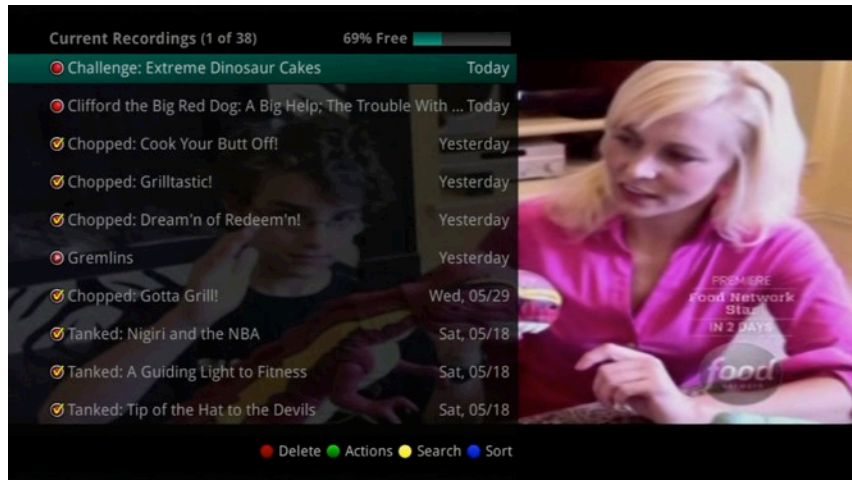 Current Recordings (1 of 38) 69% Free
Challenge: Extreme Dinosaur Cakes Today
Clifford the Big Red Dog: A Big Help; The Trouble With ... Today
Chopped: Cook Your Butt Off! Yesterday
Chopped: Grilltastic! Yesterday
Chopped: Dream'n of Redeem'n! Yesterday
Gremlins Yesterday
Chopped: Gotta Grill! Wed, 05/29
Tanked: Nigiri and the NBA Sat, 05/18
Tanked: A Guiding Light to Fitness Sat, 05/18
Tanked: Tip of the Hat to the Devils Sat, 05/18
PREMIERE
Food Network
Star
IN 2 DAYS
food
NETWORK
Delete Actions Search Sort